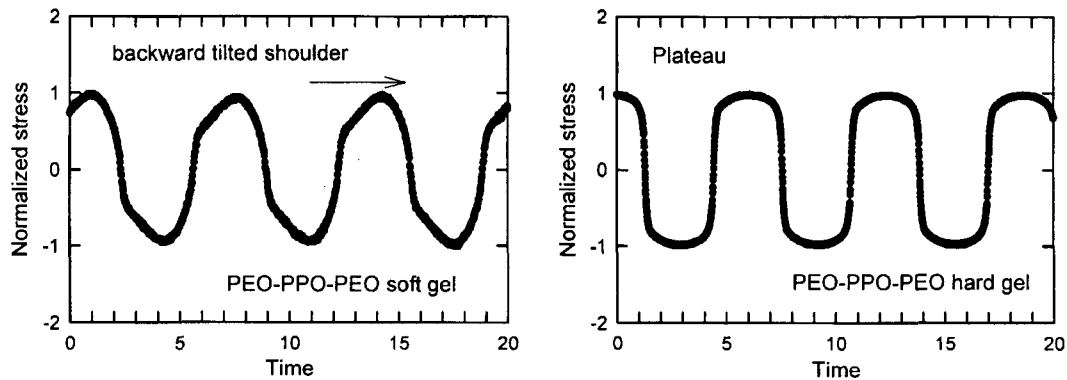 2
backward tilted shoulder
1
Normalized stress
0
-1
PEO-PPO-PEO soft gel
-2
0 5 10 15 20
Time
2
Plateau
1
Normalized stress
0
-1
PEO-PPO-PEO hard gel
-2
0 5 10 15 20
Time